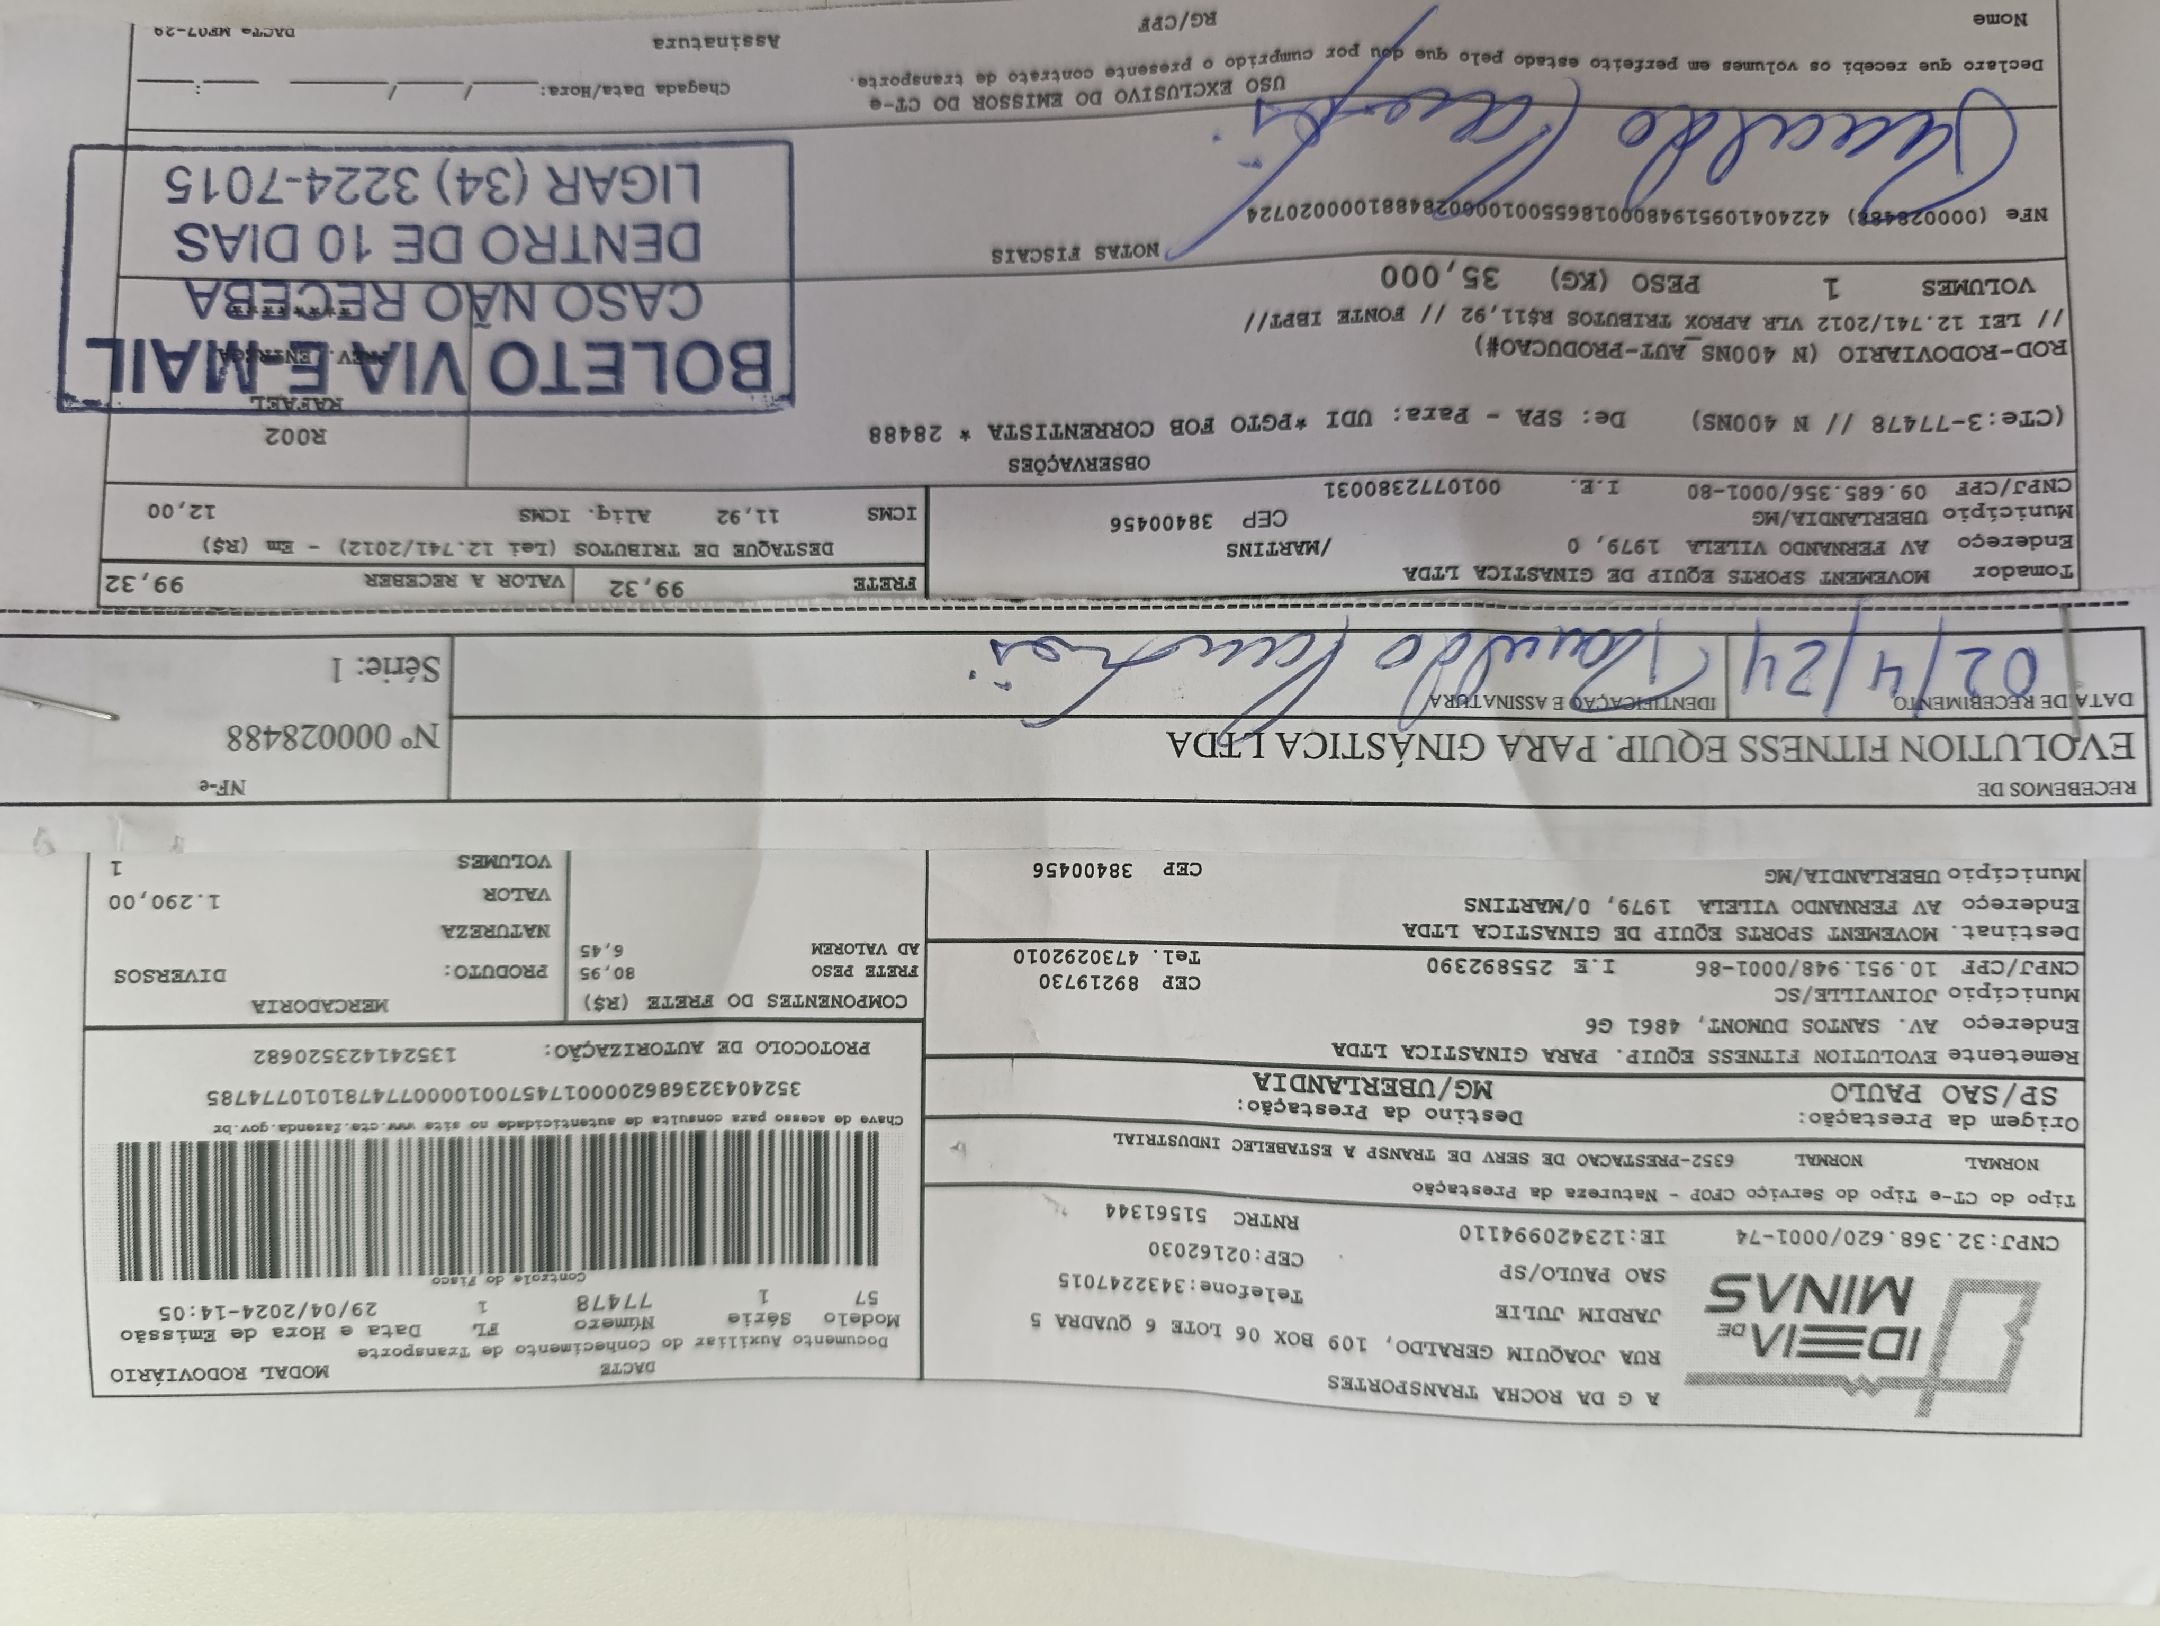 IDEIA DE MINAS
A G DA ROCHA TRANSPORTES
RUA JOAQUIM GERALDO, 109 BOX 06 LOTE 6 QUADRA 5
JARDIM JULIE Telefone:3432247015
SAO PAULO/SP CEP:02162030
CNPJ:32.368.620/0001-74 IE:123420994110 RNTRC 51561344
Tipo do CT-e Tipo do Serviço CFOP - Natureza da Prestação
NORMAL NORMAL 6352-PRESTACAO DE SERV DE TRANSP A ESTABELEC INDUSTRIAL
Origem da Prestação: Destino da Prestação:
SP/SAO PAULO MG/UBERLANDIA
Remetente EVOLUTION FITNESS EQUIP. PARA GINASTICA LTDA
Endereço AV. SANTOS DUMONT, 4861 G6
Município JOINVILLE/SC CEP 89219730
CNPJ/CPF 10.951.948/0001-86 I.E 255892390 Tel. 4730292010
Destinat. MOVEMENT SPORTS EQUIP DE GINASTICA LTDA
Endereço AV FERNANDO VILELA 1979, 0/MARTINS
Município UBERLANDIA/MG CEP 38400456
DACTE MODAL RODOVIÁRIO
Documento Auxiliar do Conhecimento de Transporte
Modelo Série Número FL Data e Hora de Emissão
57 1 77478 1 29/04/2024-14:05
Controle do Fisco
Chave de acesso para consulta de autenticidade no site www.cte.fazenda.gov.br
35240432368620000174570010000774781010774785
PROTOCOLO DE AUTORIZAÇÃO: 135241423520682
COMPONENTES DO FRETE (R$) MERCADORIA
FRETE PESO 80,95 PRODUTO: DIVERSOS
AD VALOREM 6,45 NATUREZA
VALOR 1.290,00
VOLUMES 1
RECEBEMOS DE
EVOLUTION FITNESS EQUIP. PARA GINÁSTICA LTDA
NF-e
Nº 000028488
Série: 1
DATA DE RECEBIMENTO IDENTIFICAÇÃO E ASSINATURA
02/4/24
Tomador MOVEMENT SPORTS EQUIP DE GINASTICA LTDA
Endereço AV FERNANDO VILELA 1979, 0 /MARTINS
Município UBERLANDIA/MG CEP 38400456
CNPJ/CPF 09.685.356/0001-80 I.E. 0010772380031
FRETE 99,32 VALOR A RECEBER 99,32
DESTAQUE DE TRIBUTOS (Lei 12.741/2012) - Em (R$)
ICMS 11,92 Aliq. ICMS 12,00
OBSERVAÇÕES
(CTe:3-77478 // N 400NS) De: SPA - Para: UDI *PGTO FOB CORRENTISTA * 28488
R002
RAFAEL
ROD-RODOVIARIO (N 400NS_AUT-PRODUCAO#)
PREV. ENTREGA
// LEI 12.741/2012 VLR APROX TRIBUTOS R$11,92 // FONTE IBPT//
VOLUMES 1 PESO (KG) 35,000
BOLETO VIA E-MAIL
CASO NÃO RECEBA
DENTRO DE 10 DIAS
LIGAR (34) 3224-7015
NOTAS FISCAIS
NFe (000028488) 42240410951948000186550010000284881000020724
USO EXCLUSIVO DO EMISSOR DO CT-e
Declaro que recebi os volumes em perfeito estado pelo que dou por cumprido o presente contrato de transporte.
Chegada Data/Hora: / / :
Nome RG/CPF Assinatura
DACTe MP07-29